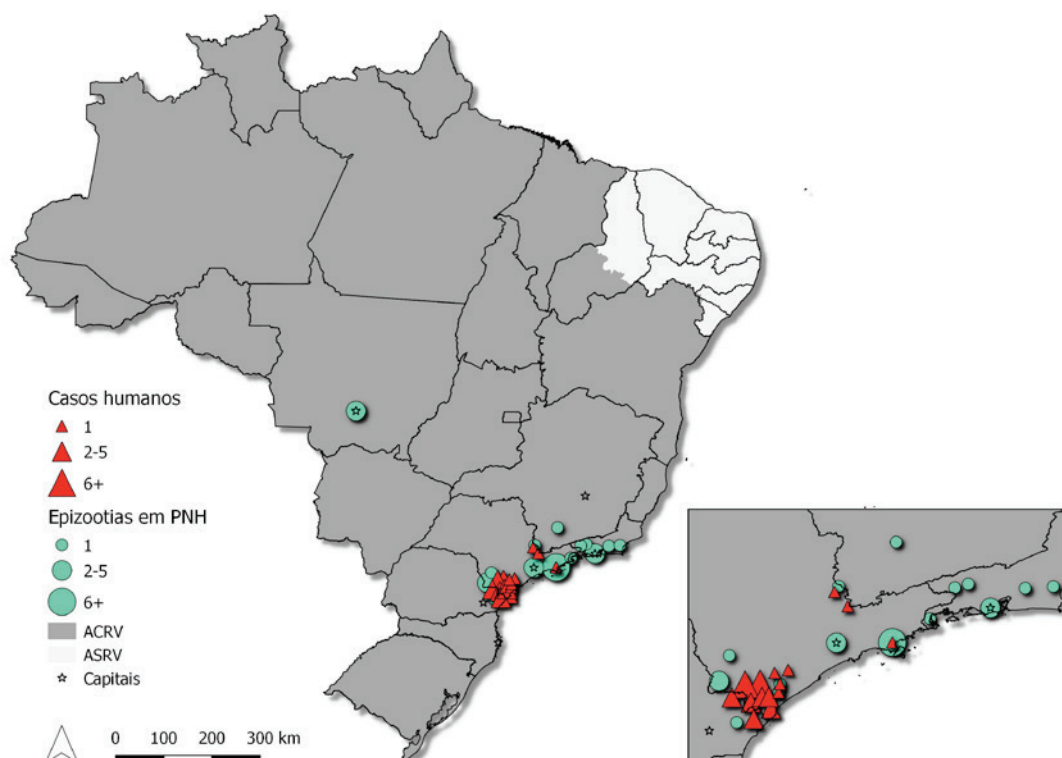 Casos humanos
1
2-5
6+
Epizootias em PNH
1
2-5
6+
ACRV
ASRV
Capitais
0 100 200 300 km